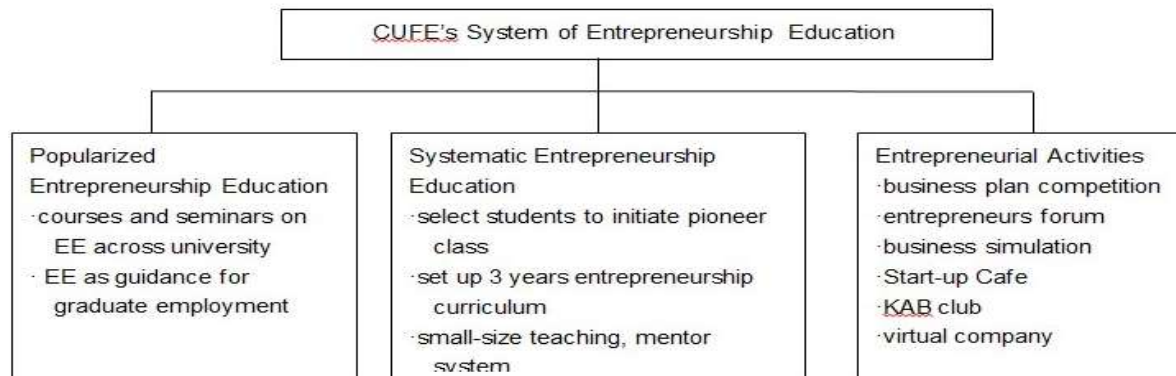 CUFE's System of Entrepreneurship Education
Popularized
Entrepreneurship Education
·courses and seminars on
EE across university
· EE as guidance for
graduate employment
Systematic Entrepreneurship
Education
·select students to initiate pioneer
class
·set up 3 years entrepreneurship
curriculum
·small-size teaching, mentor
system
Entrepreneurial Activities
·business plan competition
·entrepreneurs forum
·business simulation
·Start-up Cafe
·KAB club
·virtual company